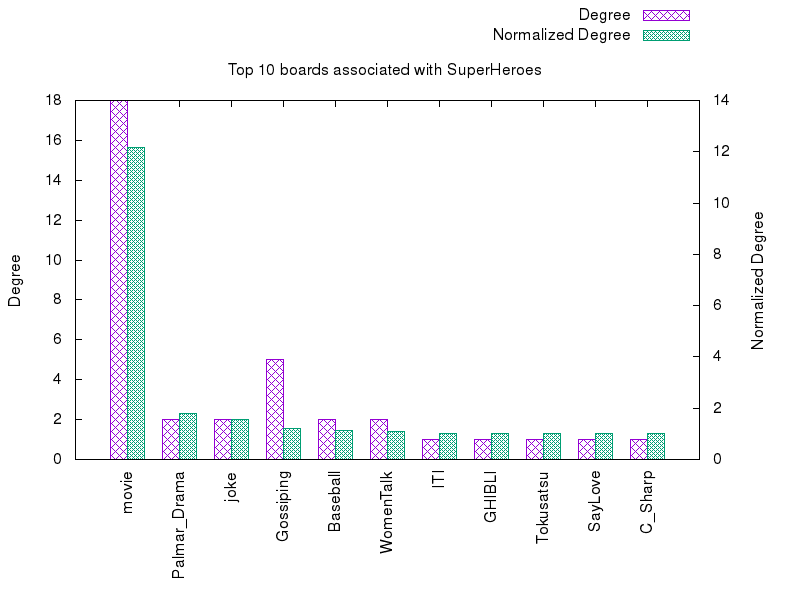 Degree
Normalized Degree
Top 10 boards associated with SuperHeroes
18
16
14
12
10
8
6
4
2
0
14
12
10
8
6
4
2
0
Degree
Normalized Degree
movie
Palmar_Drama
joke
Gossiping
Baseball
WomenTalk
ITI
GHIBLI
Tokusatsu
SayLove
C_Sharp